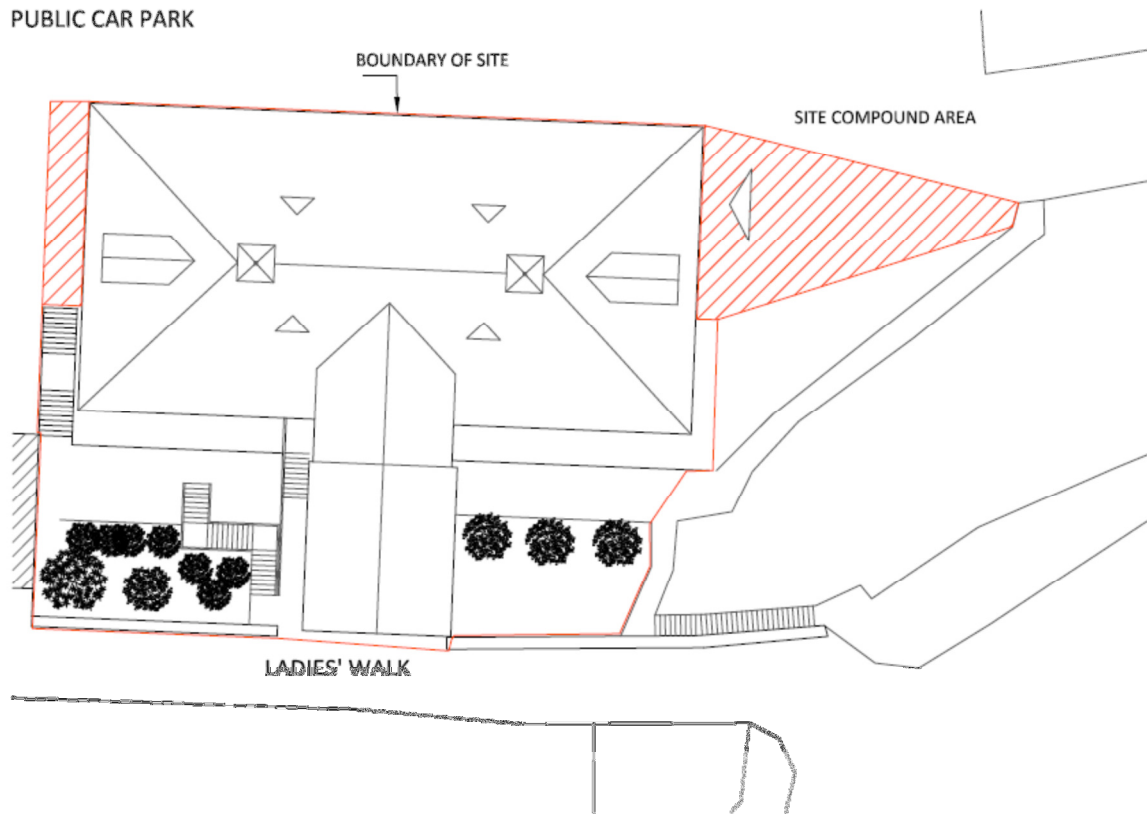 PUBLIC CAR PARK
BOUNDARY OF SITE
SITE COMPOUND AREA
LADIES' WALK